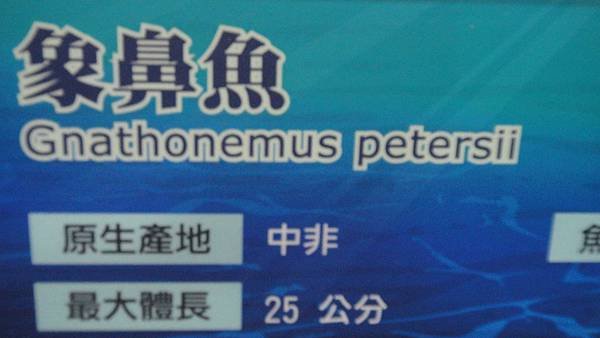 象鼻魚
Gnathonemus petersii
原生產地 中非
最大體長 25 公分